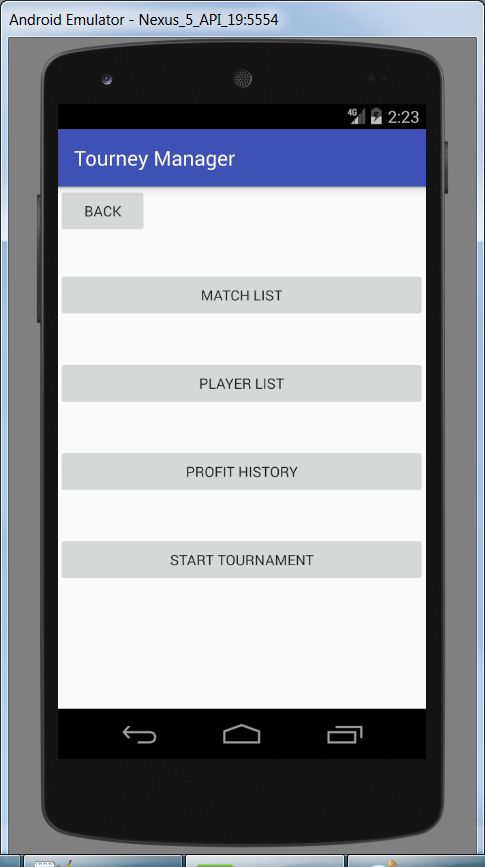 Android Emulator - Nexus_5_API_19:5554
4G 2:23
Tourney Manager
BACK
MATCH LIST
PLAYER LIST
PROFIT HISTORY
START TOURNAMENT